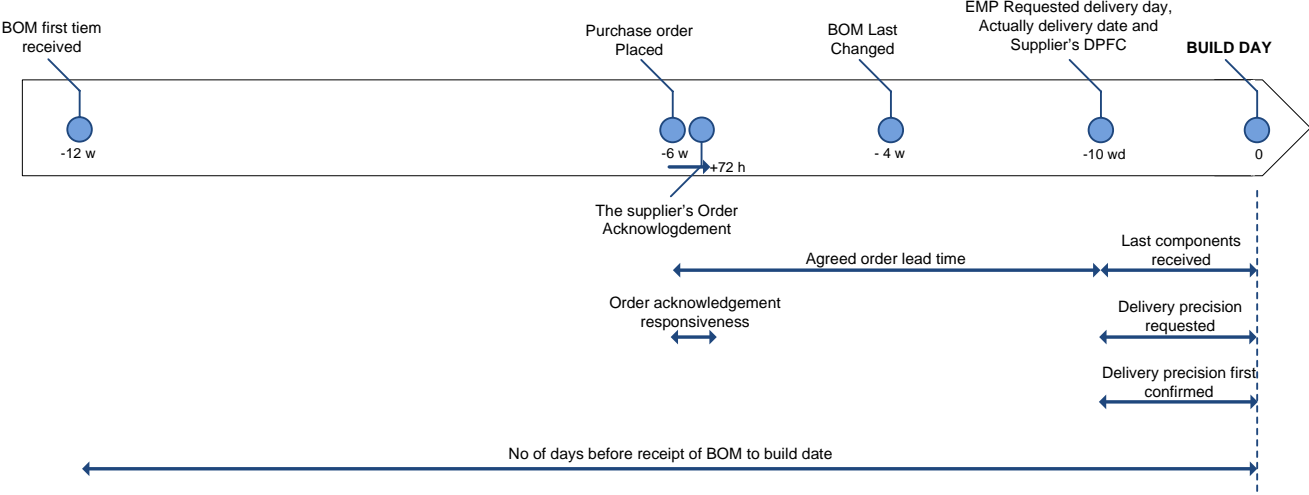 BOM first tiem
received
Purchase order
Placed
BOM Last
Changed
EMP Requested delivery day,
Actually delivery date and
Supplier's DPFC
BUILD DAY
-12 w
-6 w
- 4 w
-10 wd
0
+72 h
The supplier's Order
Acknowlogdement
Agreed order lead time
Last components
received
Order acknowledgement
responsiveness
Delivery precision
requested
Delivery precision first
confirmed
No of days before receipt of BOM to build date